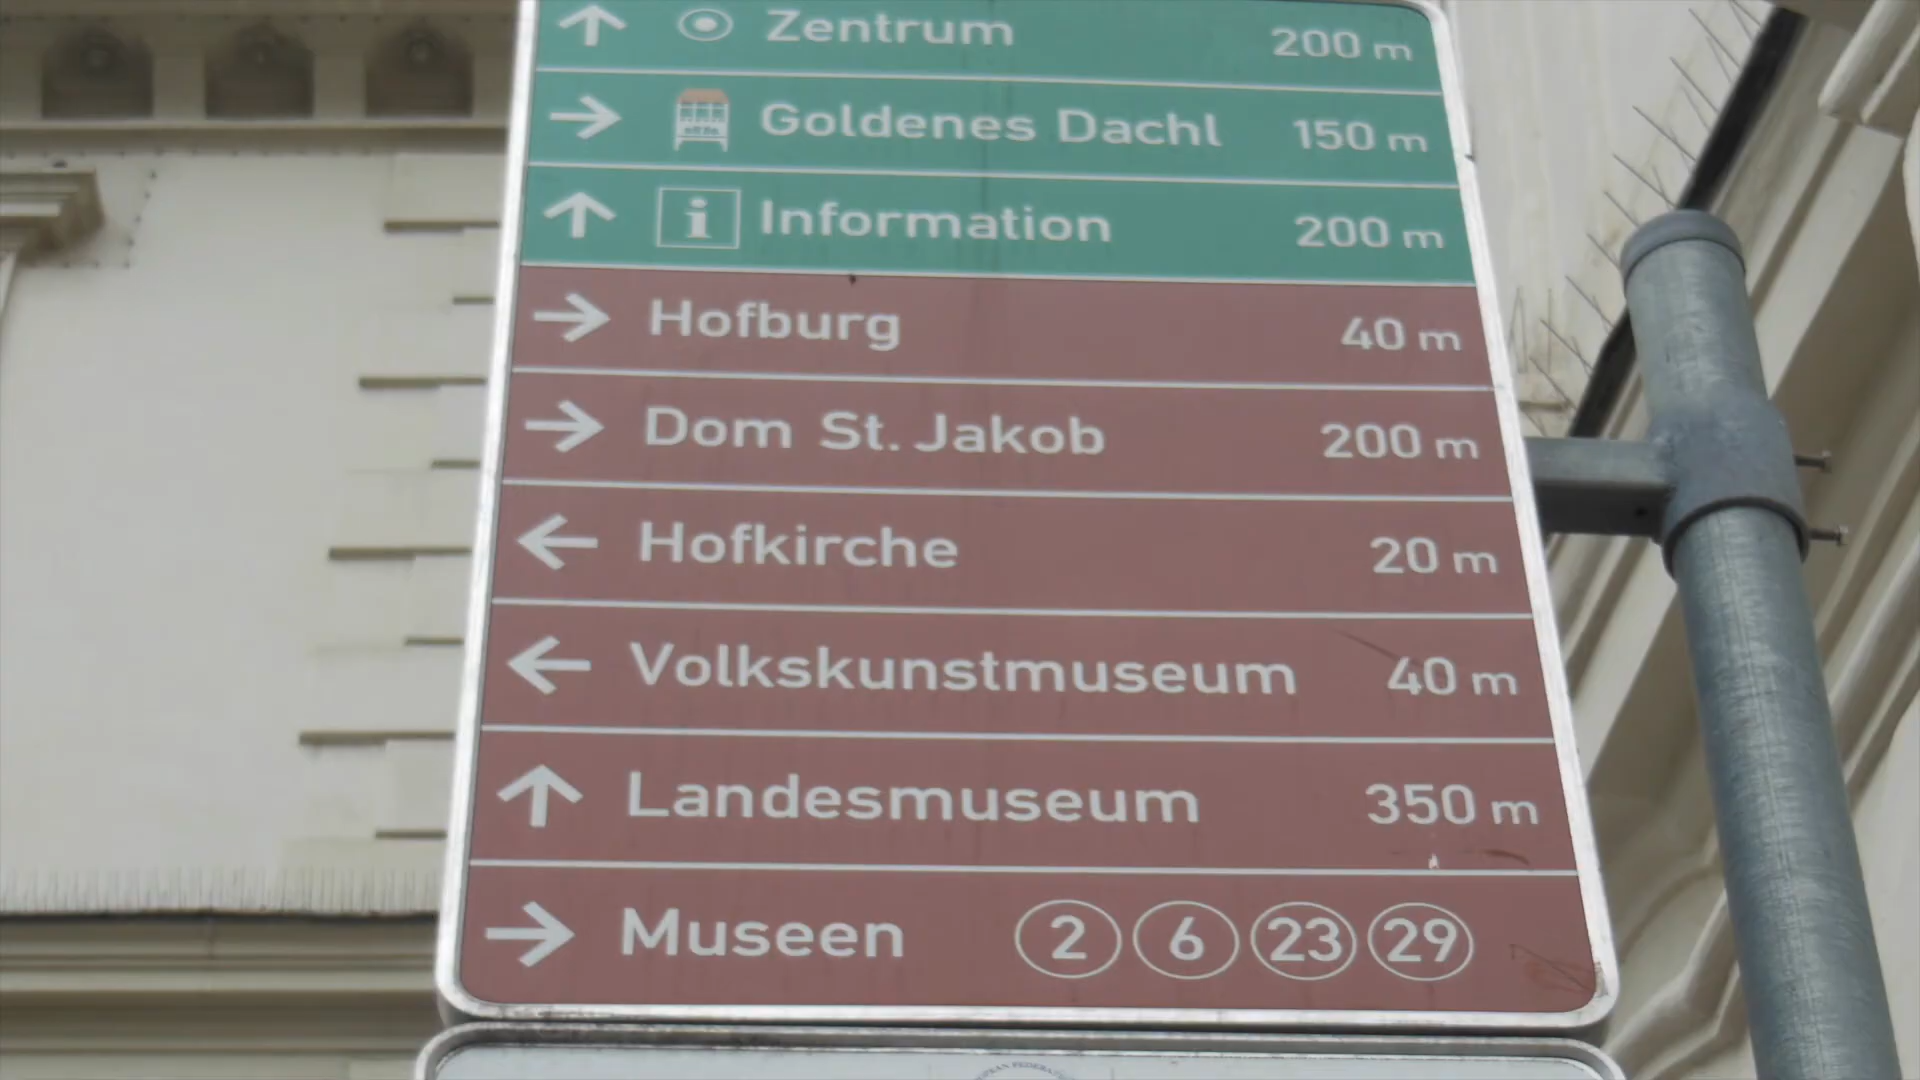 Zentrum 200 m
Goldenes Dachl 150 m
i Information 200 m
Hofburg 40 m
Dom St. Jakob 200 m
Hofkirche 20 m
Volkskunstmuseum 40 m
Landesmuseum 350 m
Museen 2 6 23 29